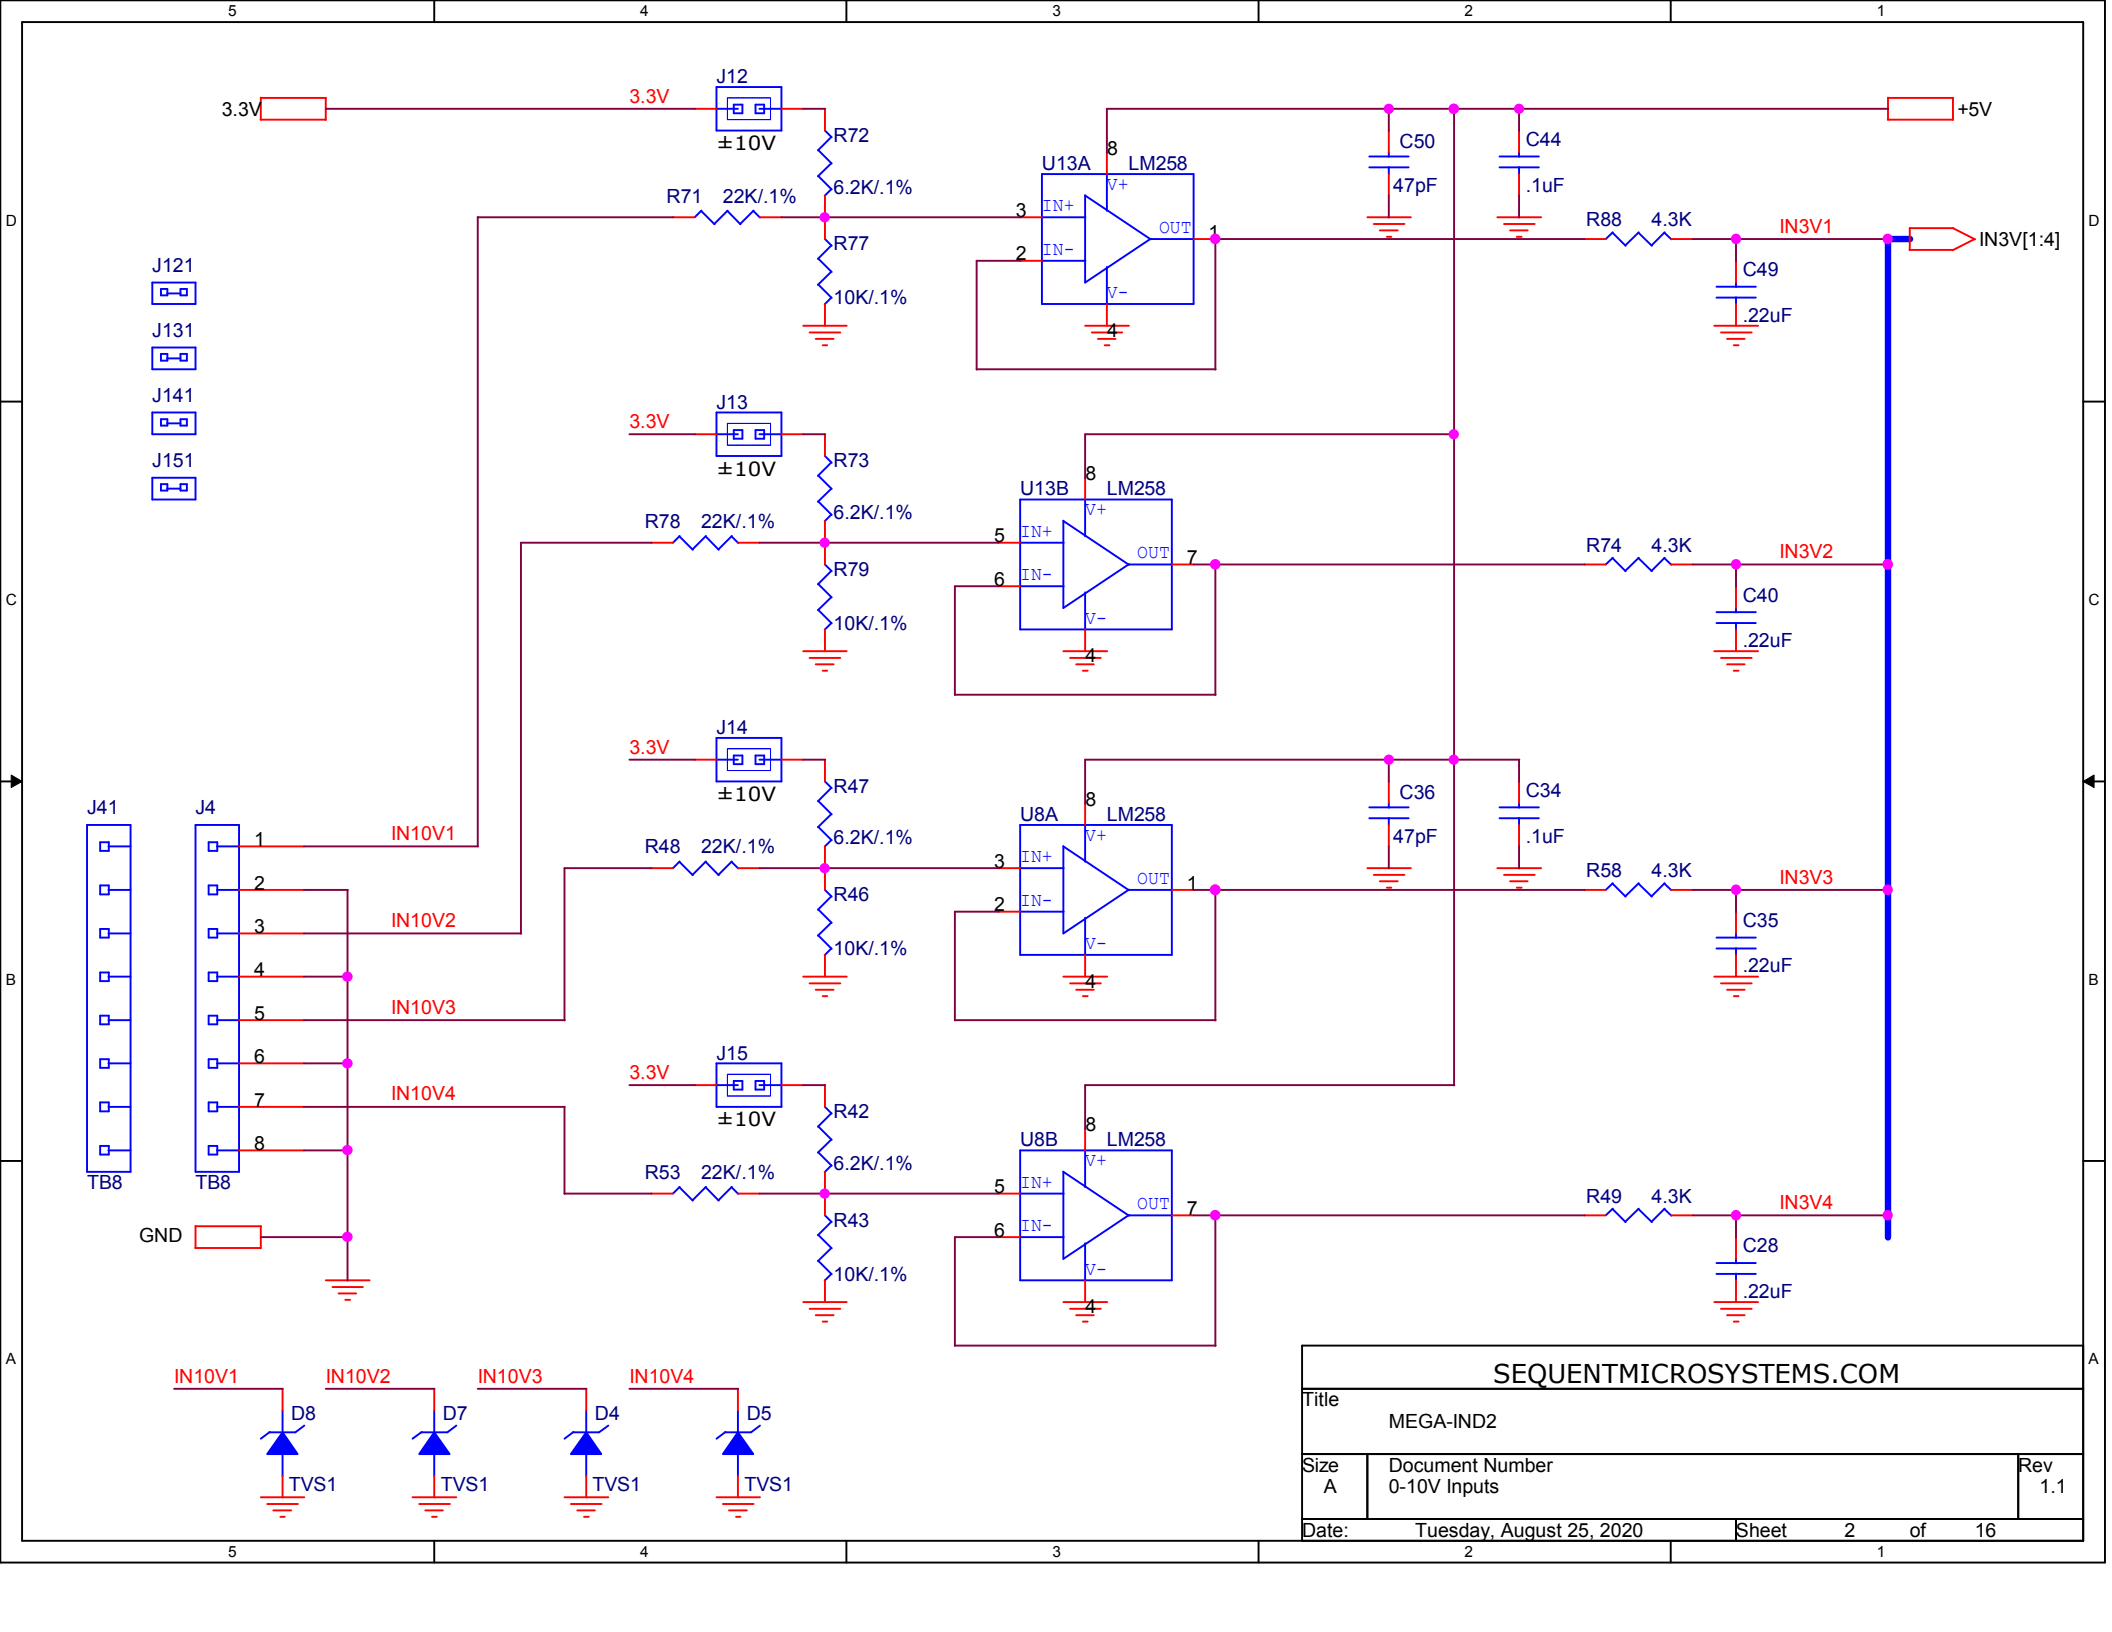 5 4 3 2 1
J12
3.3V 3.3V +5V
±10V
R72
6.2K/.1%
R71 22K/.1%
R77
10K/.1%
U13A LM258
8
V+
3 IN+
OUT 1
2 IN-
V-
4
C50
47pF
C44
.1uF
R88 4.3K IN3V1
IN3V[1:4]
C49
.22uF
D D
J121
J131
J141
J151
J13
3.3V
±10V
R73
6.2K/.1%
R78 22K/.1%
R79
10K/.1%
U13B LM258
8
V+
5 IN+
OUT 7
6 IN-
V-
4
R74 4.3K IN3V2
C40
.22uF
C C
J14
3.3V
±10V
R47
6.2K/.1%
R48 22K/.1%
R46
10K/.1%
U8A LM258
8
V+
3 IN+
OUT 1
2 IN-
V-
4
C36
47pF
C34
.1uF
R58 4.3K IN3V3
C35
.22uF
J41 J4
1 IN10V1
2
3 IN10V2
4
5 IN10V3
6
7 IN10V4
8
TB8 TB8
GND
B B
J15
3.3V
±10V
R42
6.2K/.1%
R53 22K/.1%
R43
10K/.1%
U8B LM258
8
V+
5 IN+
OUT 7
6 IN-
V-
4
R49 4.3K IN3V4
C28
.22uF
A A
IN10V1 IN10V2 IN10V3 IN10V4
D8 D7 D4 D5
TVS1 TVS1 TVS1 TVS1
SEQUENTMICROSYSTEMS.COM
Title
MEGA-IND2
Size Document Number Rev
A 0-10V Inputs 1.1
Date: Tuesday, August 25, 2020 Sheet 2 of 16
5 4 3 2 1